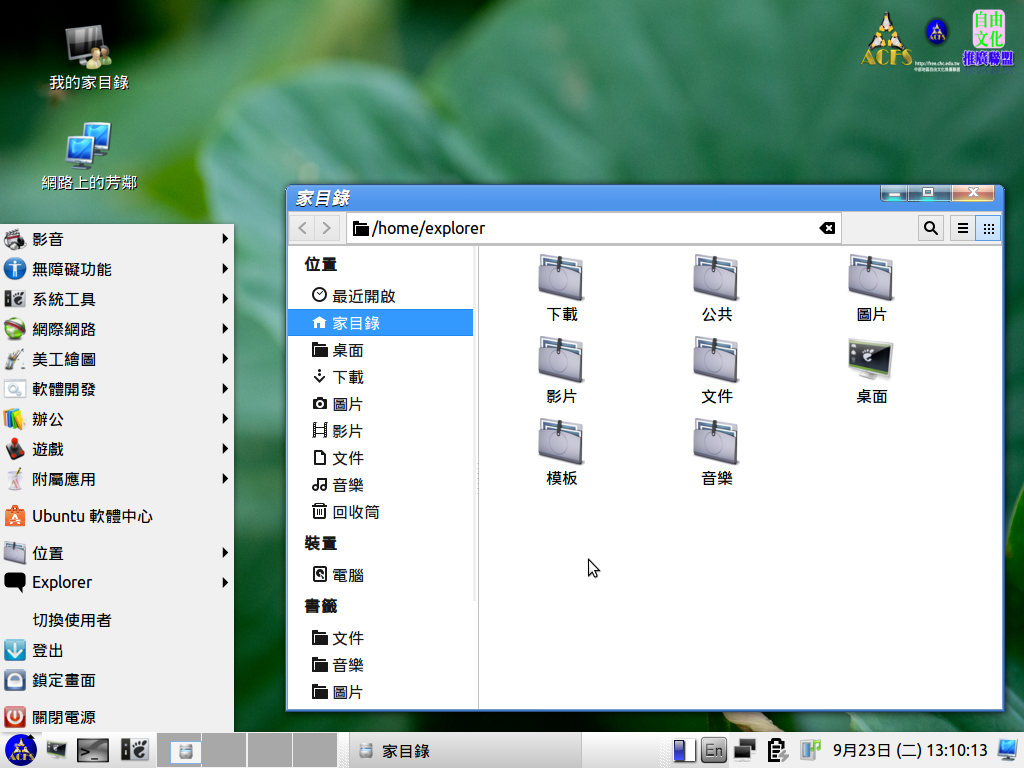 我的家目錄
網路上的芳鄰
ACFS
ACFS
自由
文化
推廣聯盟
http://free.chc.edu.tw
家目錄
/home/explorer
位置
最近開啟
家目錄
桌面
下載
圖片
影片
文件
音樂
回收筒
裝置
電腦
書籤
文件
音樂
圖片
下載
公共
圖片
影片
文件
桌面
模板
音樂
影音
無障礙功能
系統工具
網際網路
美工繪圖
軟體開發
辦公
遊戲
附屬應用
Ubuntu 軟體中心
位置
Explorer
切換使用者
登出
鎖定畫面
關閉電源
ACFS
家目錄
En
9月23日 (二) 13:10:13